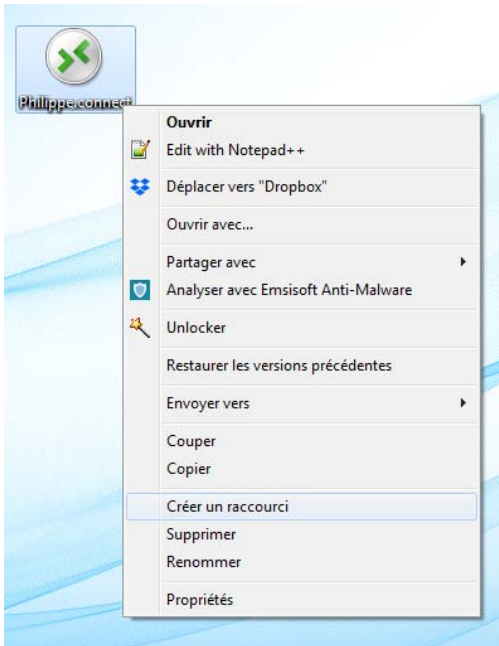 Philippe.connect
Ouvrir
Edit with Notepad++
Déplacer vers "Dropbox"
Ouvrir avec...
Partager avec
Analyser avec Emsisoft Anti-Malware
Unlocker
Restaurer les versions précédentes
Envoyer vers
Couper
Copier
Créer un raccourci
Supprimer
Renommer
Propriétés